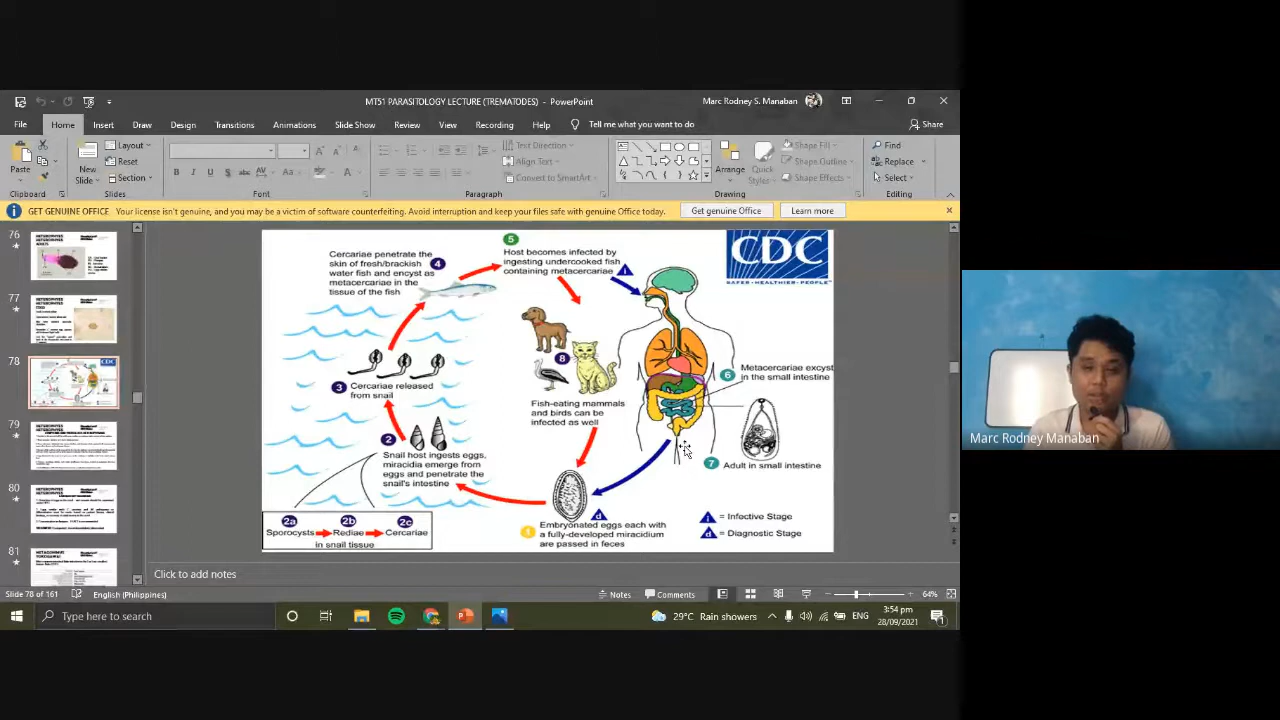 MT51 PARASITOLOGY LECTURE (TREMATODES) - PowerPoint
Marc Rodney S. Manaban
File Home Insert Draw Design Transitions Animations Slide Show Review View Recording Help Tell me what you want to do Share
Paste
Clipboard
New
Slide
Layout
Reset
Section
Slides
B I U S abc AV Aa A
Font
Text Direction
Align Text
Convert to SmartArt
Paragraph
Arrange
Quick
Styles
Shape Fill
Shape Outline
Shape Effects
Drawing
Find
Replace
Select
Editing
GET GENUINE OFFICE Your license isn't genuine, and you may be a victim of software counterfeiting. Avoid interruption and keep your files safe with genuine Office today. Get genuine Office Learn more
76
77
78
79
80
81
Cercariae penetrate the
skin of fresh/brackish
water fish and encyst as
metacercariae in the
tissue of the fish
4
5
Host becomes infected by
ingesting undercooked fish
containing metacercariae
i
CDC
SAFER • HEALTHIER • PEOPLE™
3
Cercariae released
from snail
8
Fish-eating mammals
and birds can be
infected as well
6
Metacercariae excyst
in the small intestine
7
Adult in small intestine
2
Snail host ingests eggs,
miracidia emerge from
eggs and penetrate the
snail's intestine
2a 2b 2c
Sporocysts Rediae Cercariae
in snail tissue
d
1
Embryonated eggs each with
a fully-developed miracidium
are passed in feces
i = Infective Stage
d = Diagnostic Stage
Click to add notes
Slide 78 of 161 English (Philippines) Notes Comments 64%
Type here to search
29°C Rain showers ENG
3:54 pm
28/09/2021
Marc Rodney Manaban